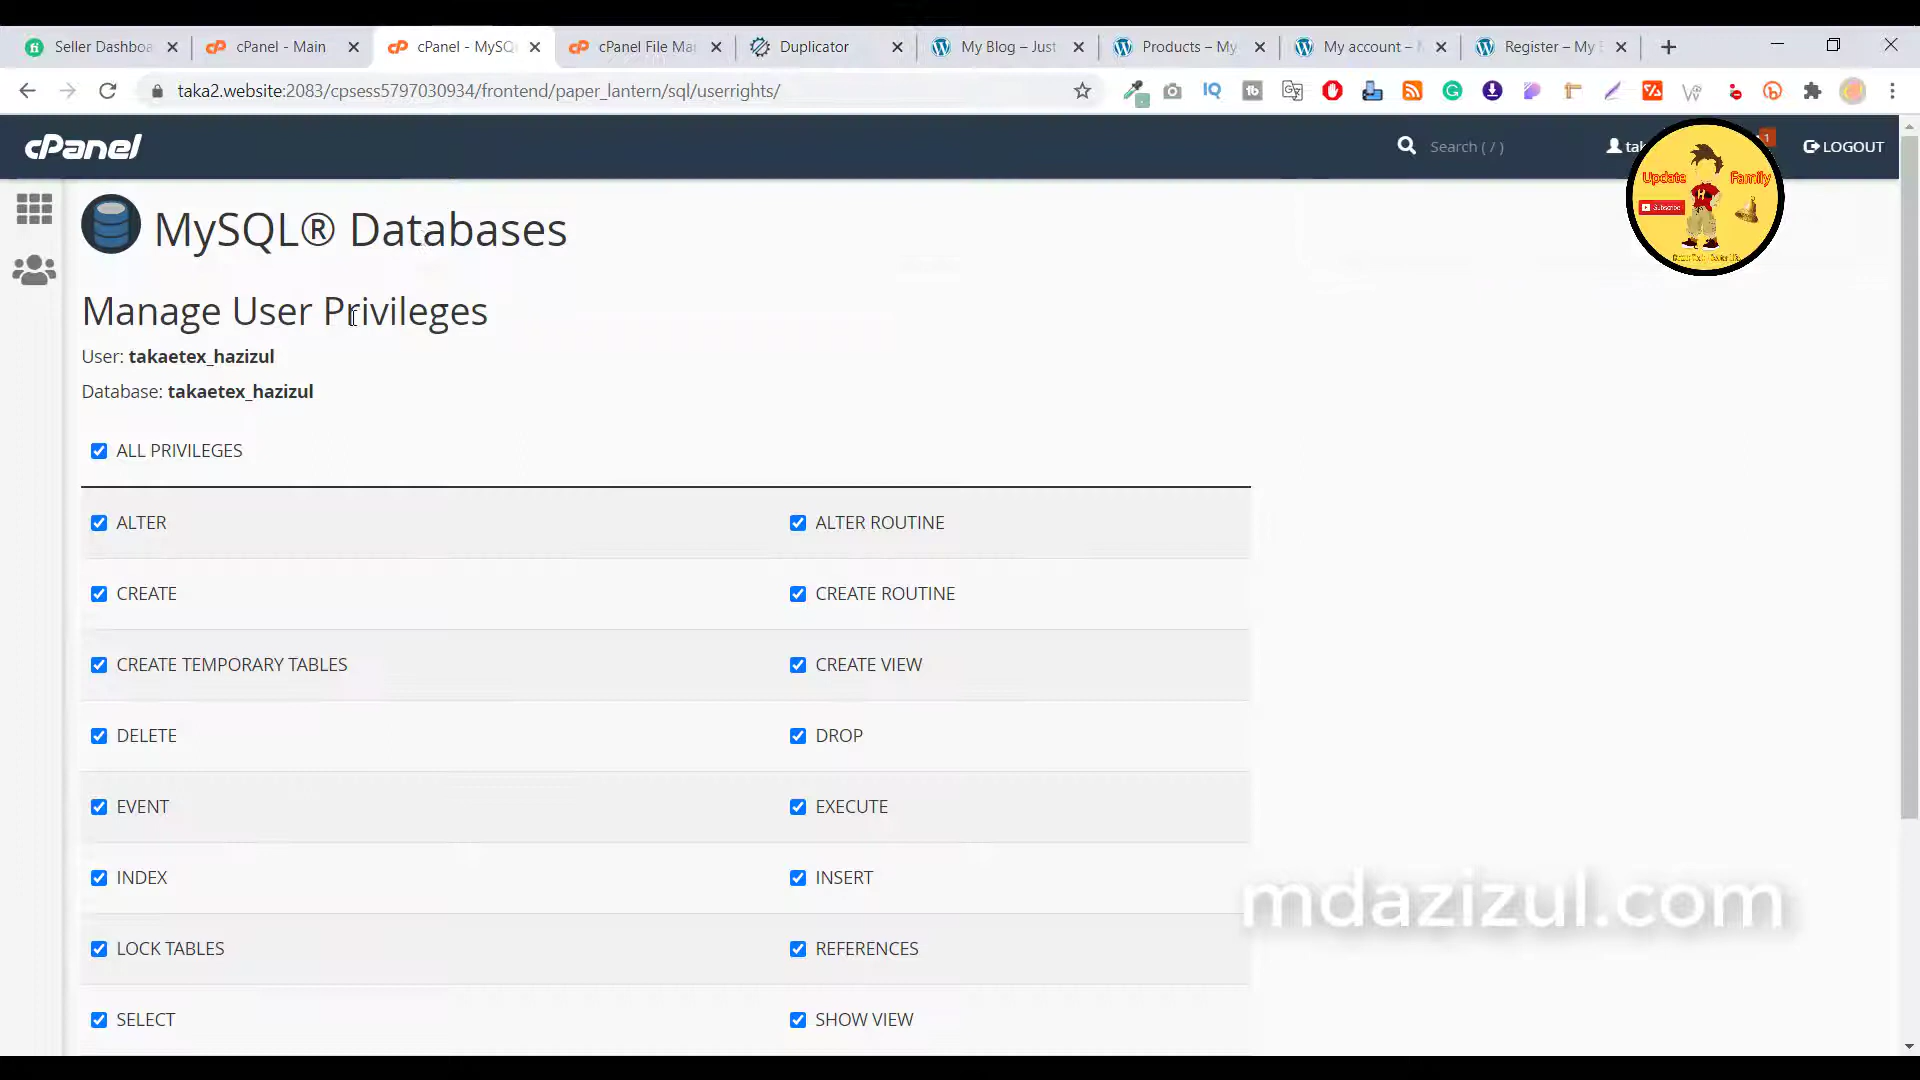 Seller Dashboa
cPanel - Main
cPanel - MySQ
cPanel File Ma
Duplicator
My Blog – Just
Products – My
My account –
Register – My
taka2.website:2083/cpsess5797030934/frontend/paper_lantern/sql/userrights/
cPanel
Search ( / )
tak
1
LOGOUT
Update Family
Subscribe
MySQL® Databases
Manage User Privileges
User: takaetex_hazizul
Database: takaetex_hazizul
ALL PRIVILEGES
ALTER
ALTER ROUTINE
CREATE
CREATE ROUTINE
CREATE TEMPORARY TABLES
CREATE VIEW
DELETE
DROP
EVENT
EXECUTE
INDEX
INSERT
mdazizul.com
LOCK TABLES
REFERENCES
SELECT
SHOW VIEW